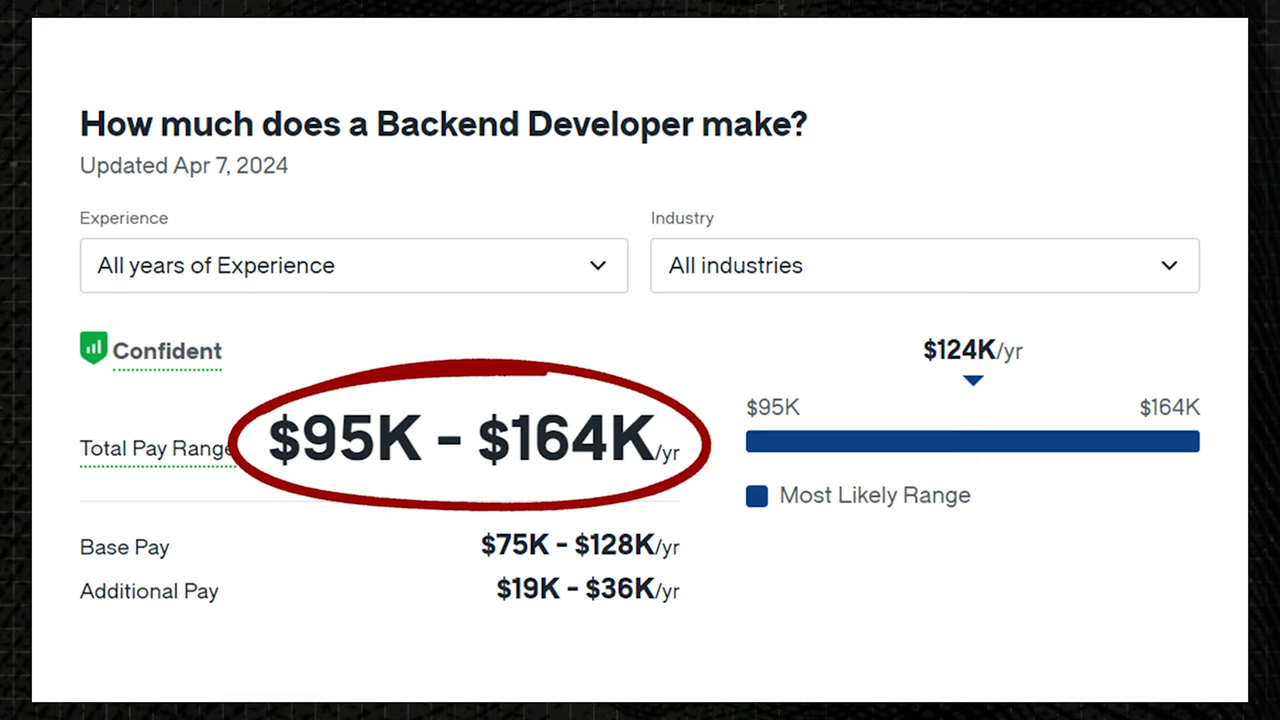 How much does a Backend Developer make?
Updated Apr 7, 2024
Experience
Industry
All years of Experience
All industries
Confident
$124K/yr
$95K
$164K
Total Pay Range
$95K - $164K/yr
Most Likely Range
Base Pay
$75K - $128K/yr
Additional Pay
$19K - $36K/yr